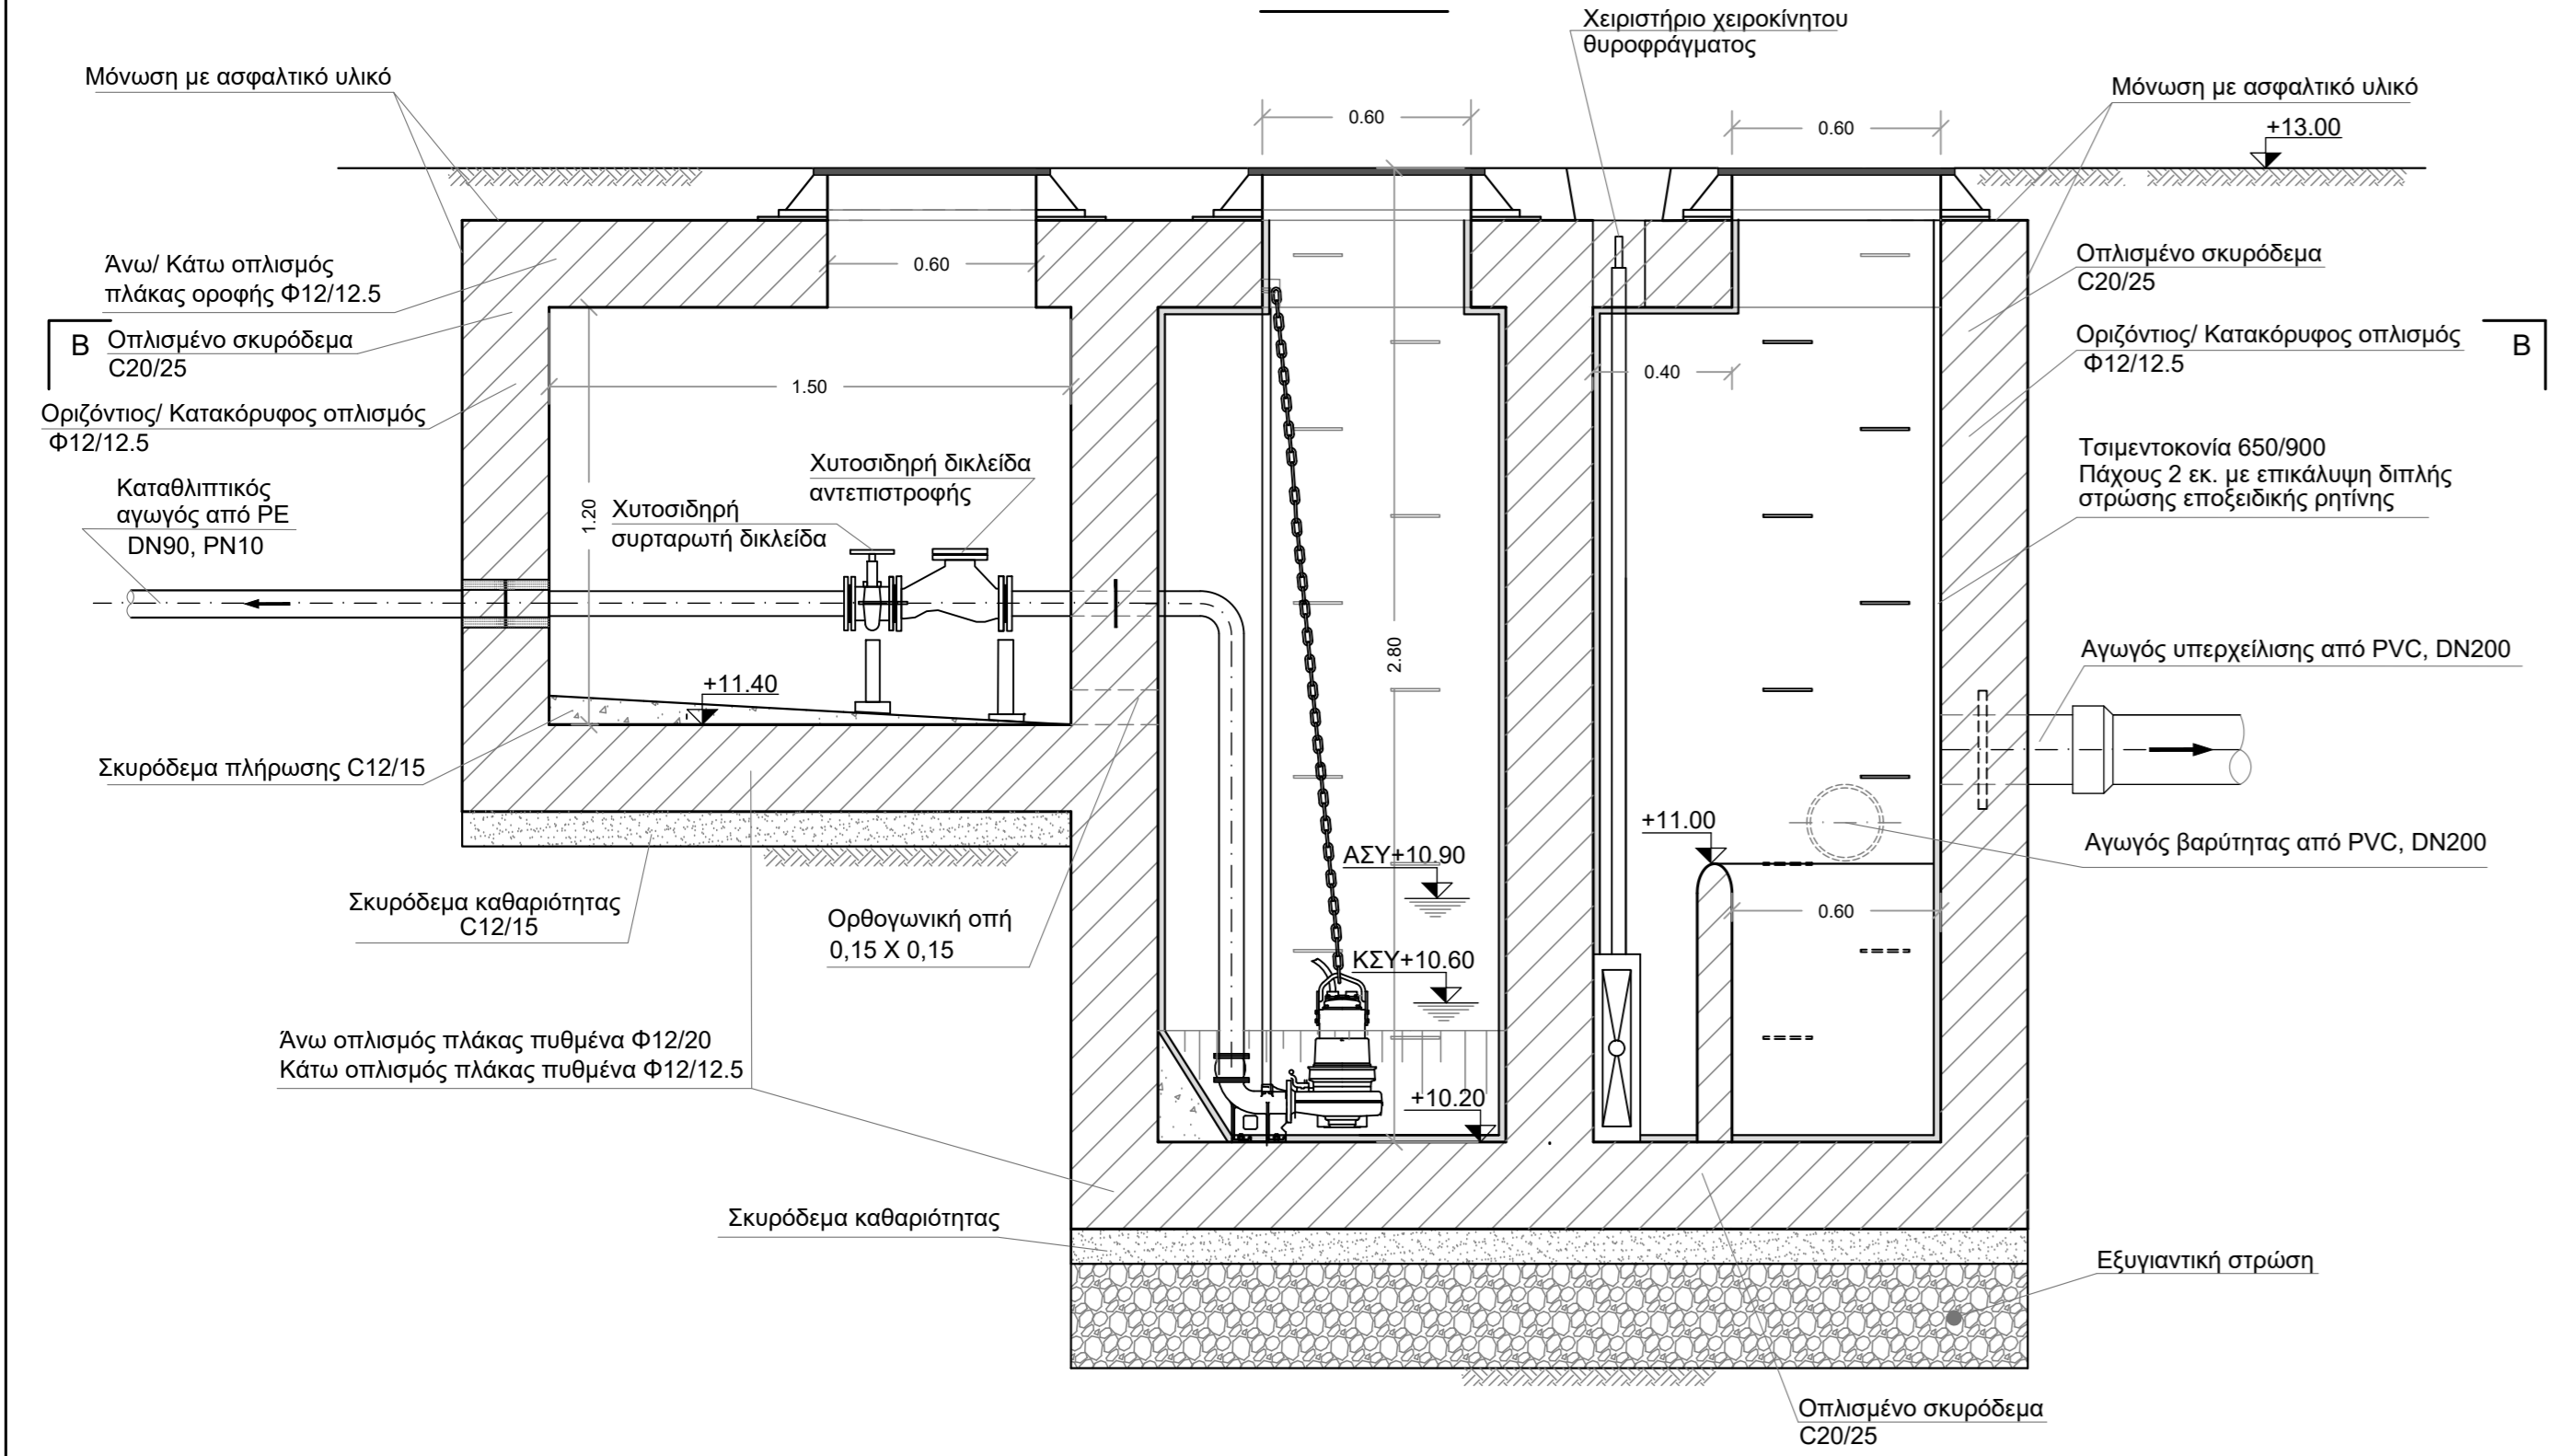 Χειριστήριο χειροκίνητου
θυροφράγματος
Μόνωση με ασφαλτικό υλικό
Μόνωση με ασφαλτικό υλικό
0.60
0.60
+13.00
Άνω/ Κάτω οπλισμός
πλάκας οροφής Φ12/12.5
0.60
Οπλισμένο σκυρόδεμα
C20/25
B
Οπλισμένο σκυρόδεμα
C20/25
Οριζόντιος/ Κατακόρυφος οπλισμός
Φ12/12.5
B
1.50
0.40
Οριζόντιος/ Κατακόρυφος οπλισμός
Φ12/12.5
Τσιμεντοκονία 650/900
Πάχους 2 εκ. με επικάλυψη διπλής
στρώσης εποξειδικής ρητίνης
Χυτοσιδηρή δικλείδα
αντεπιστροφής
Καταθλιπτικός
αγωγός από PE
DN90, PN10
1.20
Χυτοσιδηρή
συρταρωτή δικλείδα
2.80
Αγωγός υπερχείλισης από PVC, DN200
+11.40
Σκυρόδεμα πλήρωσης C12/15
+11.00
Αγωγός βαρύτητας από PVC, DN200
ΑΣΥ+10.90
Σκυρόδεμα καθαριότητας
C12/15
Ορθογωνική οπή
0,15 X 0,15
0.60
ΚΣΥ+10.60
Άνω οπλισμός πλάκας πυθμένα Φ12/20
Κάτω οπλισμός πλάκας πυθμένα Φ12/12.5
+10.20
Σκυρόδεμα καθαριότητας
Εξυγιαντική στρώση
Οπλισμένο σκυρόδεμα
C20/25